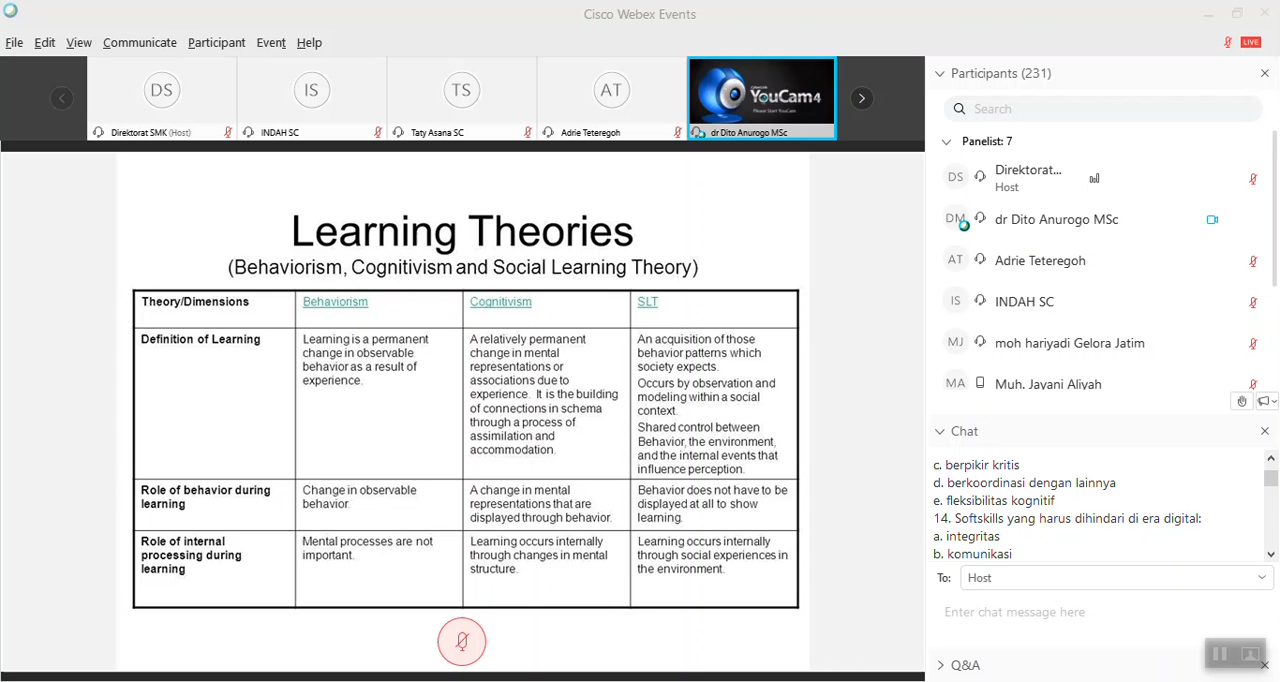 Cisco Webex Events
File Edit View Communicate Participant Event Help
LIVE
DS
IS
TS
AT
CyberLink
YouCam 4
Please Start YouCam
Direktorat SMK (Host)
INDAH SC
Taty Asana SC
Adrie Teteregoh
dr Dito Anurogo MSc
Learning Theories
(Behaviorism, Cognitivism and Social Learning Theory)
Theory/Dimensions
Behaviorism
Cognitivism
SLT
Definition of Learning
Learning is a permanent
change in observable
behavior as a result of
experience.
A relatively permanent
change in mental
representations or
associations due to
experience. It is the building
of connections in schema
through a process of
assimilation and
accommodation.
An acquisition of those
behavior patterns which
society expects.
Occurs by observation and
modeling within a social
context.
Shared control between
Behavior, the environment,
and the internal events that
influence perception.
Role of behavior during
learning
Change in observable
behavior.
A change in mental
representations that are
displayed through behavior.
Behavior does not have to be
displayed at all to show
learning.
Role of internal
processing during
learning
Mental processes are not
important.
Learning occurs internally
through changes in mental
structure.
Learning occurs internally
through social experiences in
the environment.
Participants (231)
Search
Panelist: 7
DS
Direktorat...
Host
DM
dr Dito Anurogo MSc
AT
Adrie Teteregoh
IS
INDAH SC
MJ
moh hariyadi Gelora Jatim
MA
Muh. Jayani Aliyah
Chat
c. berpikir kritis
d. berkoordinasi dengan lainnya
e. fleksibilitas kognitif
14. Softskills yang harus dihindari di era digital:
a. integritas
b. komunikasi
To: Host
Enter chat message here
Q&A